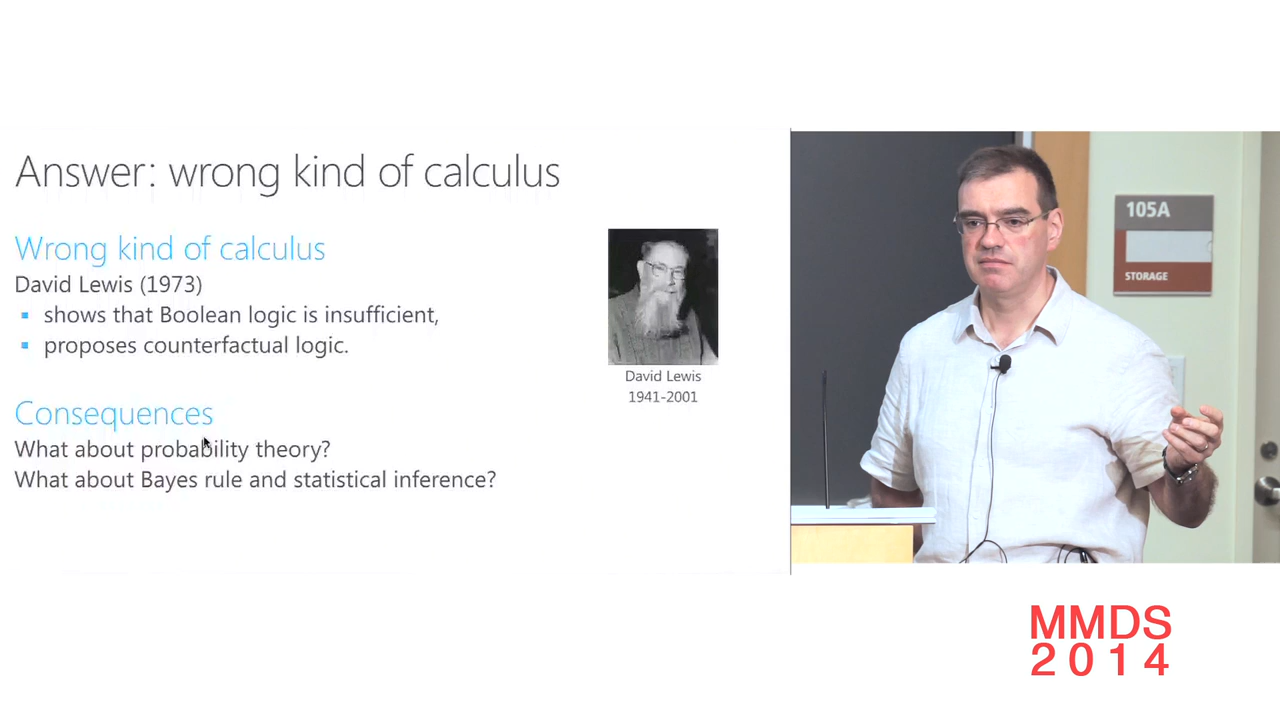 Answer: wrong kind of calculus
Wrong kind of calculus
David Lewis (1973)
shows that Boolean logic is insufficient,
proposes counterfactual logic.
David Lewis
1941-2001
Consequences
What about probability theory?
What about Bayes rule and statistical inference?
105A
STORAGE
MMDS
2014